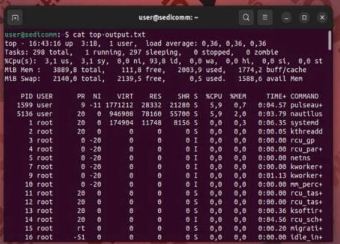 user@sedicomm: ~
user@sedicomm:~$ cat top-output.txt
top - 16:43:16 up 3:18, 1 user, load average: 0,36, 0,36, 0,36
Tasks: 298 total, 1 running, 297 sleeping, 0 stopped, 0 zombie
%Cpu(s): 3,1 us, 3,1 sy, 0,0 ni, 93,8 id, 0,0 wa, 0,0 hi, 0,0 si, 0,0 st
MiB Mem : 3889,8 total, 111,8 free, 2003,9 used, 1774,2 buff/cache
MiB Swap: 2140,0 total, 2139,5 free, 0,5 used. 1588,6 avail Mem
PID USER PR NI VIRT RES SHR S %CPU %MEM TIME+ COMMAND
1599 user 9 -11 1771212 28332 21280 S 5,9 0,7 0:04.57 pulseau+
5136 user 20 0 946908 78160 55700 S 5,9 2,0 0:03.79 nautilus
1 root 20 0 174904 11748 8156 S 0,0 0,3 0:06.35 systemd
2 root 20 0 0 0 0 S 0,0 0,0 0:00.05 kthreadd
3 root 0 -20 0 0 0 I 0,0 0,0 0:00.00 rcu_gp
4 root 0 -20 0 0 0 I 0,0 0,0 0:00.00 rcu_par+
5 root 0 -20 0 0 0 I 0,0 0,0 0:00.00 netns
7 root 0 -20 0 0 0 I 0,0 0,0 0:00.00 kworker+
9 root 0 -20 0 0 0 I 0,0 0,0 0:01.13 kworker+
10 root 0 -20 0 0 0 I 0,0 0,0 0:00.00 mm_perc+
11 root 20 0 0 0 0 S 0,0 0,0 0:00.00 rcu_tas+
12 root 20 0 0 0 0 S 0,0 0,0 0:00.00 rcu_tas+
13 root 20 0 0 0 0 S 0,0 0,0 0:00.36 ksoftir+
14 root 20 0 0 0 0 I 0,0 0,0 0:04.56 rcu_sch+
15 root rt 0 0 0 0 S 0,0 0,0 0:00.20 migrati+
16 root -51 0 0 0 0 S 0,0 0,0 0:00.00 idle_in+